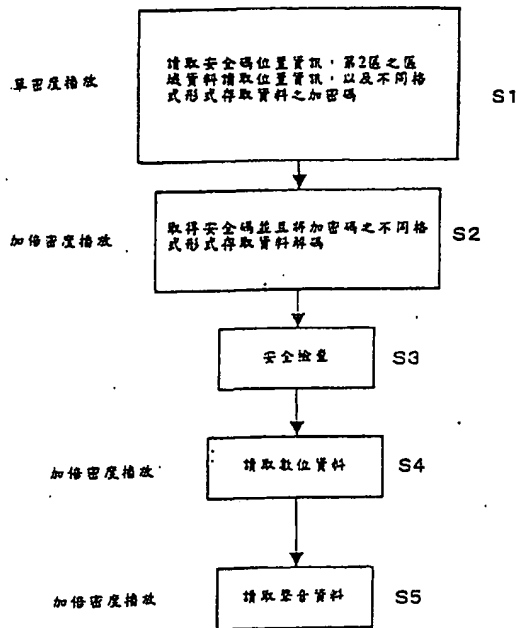 單密度播放
讀取安全碼位置資訊，第2區之區
域資料讀取位置資訊，以及不同格
式形式存取資料之加密碼
S1
加倍密度播放
取得安全碼並且將加密碼之不同格
式形式存取資料解碼
S2
安全檢查
S3
加倍密度播放
讀取數位資料
S4
加倍密度播放
讀取聲音資料
S5